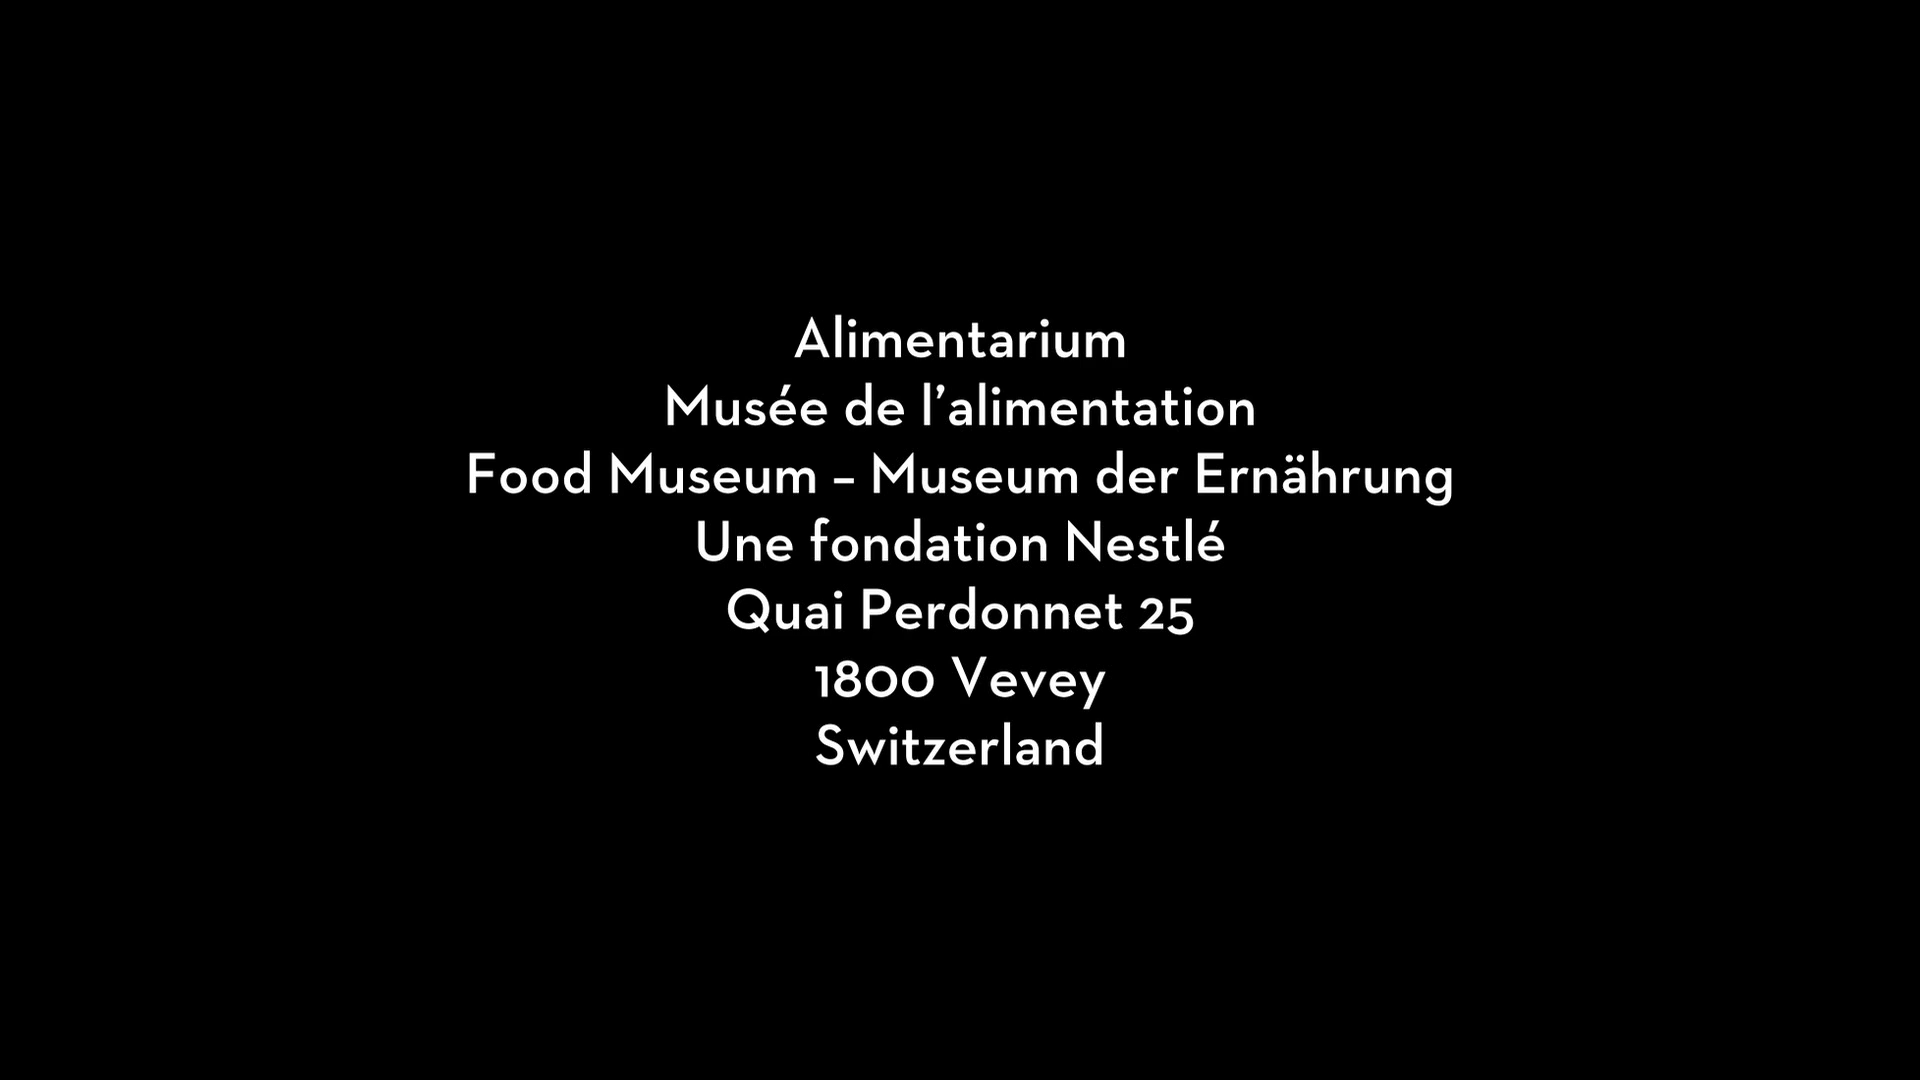 Alimentarium
Musée de l’alimentation
Food Museum – Museum der Ernährung
Une fondation Nestlé
Quai Perdonnet 25
1800 Vevey
Switzerland